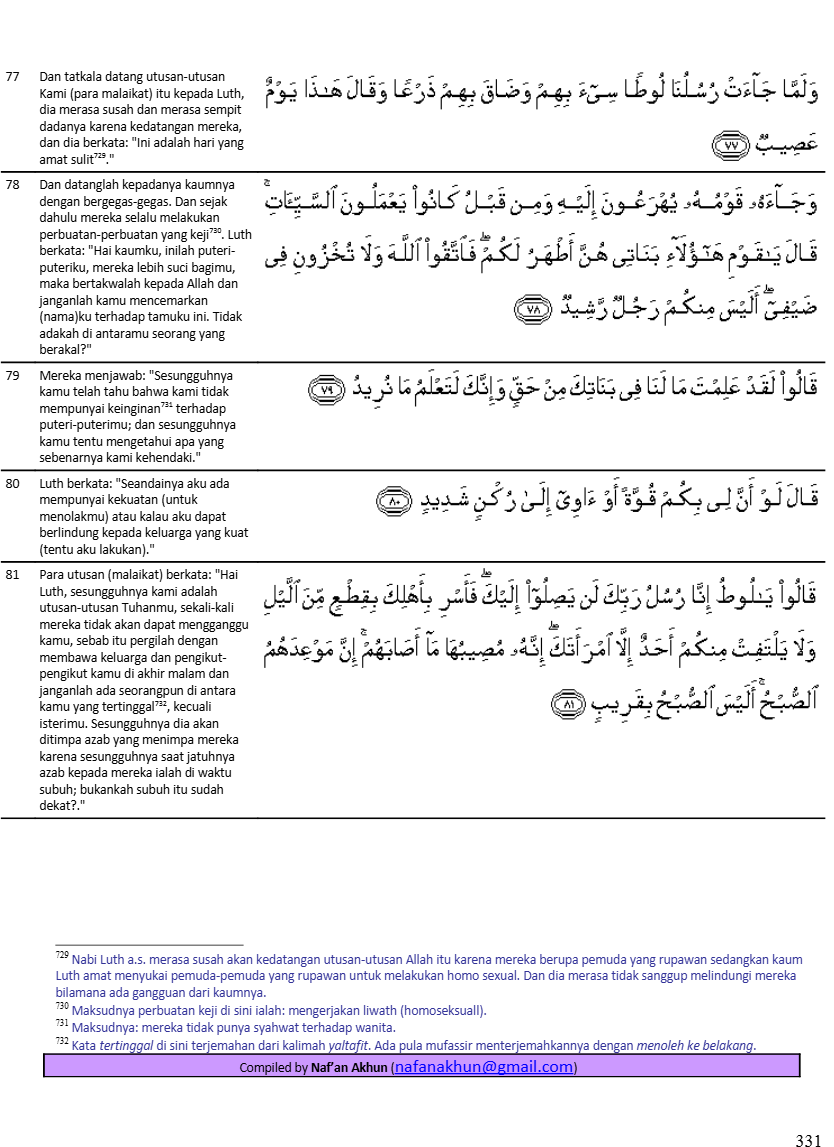 77 Dan tatkala datang utusan-utusan
Kami (para malaikat) itu kepada Luth,
dia merasa susah dan merasa sempit
dadanya karena kedatangan mereka,
dan dia berkata: "Ini adalah hari yang
amat sulit⁷²⁹."
وَلَمَّا جَآءَتْ رُسُلُنَا لُوطًا سِىٓءَ بِهِمْ وَضَاقَ بِهِمْ ذَرْعًا وَقَالَ هَـٰذَا يَوْمٌ
عَصِيبٌ ﴿٧٧﴾
78 Dan datanglah kepadanya kaumnya
dengan bergegas-gegas. Dan sejak
dahulu mereka selalu melakukan
perbuatan-perbuatan yang keji⁷³⁰. Luth
berkata: "Hai kaumku, inilah puteri-
puteriku, mereka lebih suci bagimu,
maka bertakwalah kepada Allah dan
janganlah kamu mencemarkan
(nama)ku terhadap tamuku ini. Tidak
adakah di antaramu seorang yang
berakal?"
وَجَآءَهُۥ قَوْمُهُۥ يُهْرَعُونَ إِلَيْهِ وَمِن قَبْلُ كَانُوا۟ يَعْمَلُونَ ٱلسَّيِّـَٔاتِ ۚ
قَالَ يَـٰقَوْمِ هَـٰٓؤُلَآءِ بَنَاتِى هُنَّ أَطْهَرُ لَكُمْ ۖ فَٱتَّقُوا۟ ٱللَّهَ وَلَا تُخْزُونِ فِى
ضَيْفِىٓ ۖ أَلَيْسَ مِنكُمْ رَجُلٌ رَّشِيدٌ ﴿٧٨﴾
79 Mereka menjawab: "Sesungguhnya
kamu telah tahu bahwa kami tidak
mempunyai keinginan⁷³¹ terhadap
puteri-puterimu; dan sesungguhnya
kamu tentu mengetahui apa yang
sebenarnya kami kehendaki."
قَالُوا۟ لَقَدْ عَلِمْتَ مَا لَنَا فِى بَنَاتِكَ مِنْ حَقٍّ وَإِنَّكَ لَتَعْلَمُ مَا نُرِيدُ ﴿٧٩﴾
80 Luth berkata: "Seandainya aku ada
mempunyai kekuatan (untuk
menolakmu) atau kalau aku dapat
berlindung kepada keluarga yang kuat
(tentu aku lakukan)."
قَالَ لَوْ أَنَّ لِى بِكُمْ قُوَّةً أَوْ ءَاوِىٓ إِلَىٰ رُكْنٍ شَدِيدٍ ﴿٨٠﴾
81 Para utusan (malaikat) berkata: "Hai
Luth, sesungguhnya kami adalah
utusan-utusan Tuhanmu, sekali-kali
mereka tidak akan dapat mengganggu
kamu, sebab itu pergilah dengan
membawa keluarga dan pengikut-
pengikut kamu di akhir malam dan
janganlah ada seorangpun di antara
kamu yang tertinggal⁷³², kecuali
isterimu. Sesungguhnya dia akan
ditimpa azab yang menimpa mereka
karena sesungguhnya saat jatuhnya
azab kepada mereka ialah di waktu
subuh; bukankah subuh itu sudah
dekat?."
قَالُوا۟ يَـٰلُوطُ إِنَّا رُسُلُ رَبِّكَ لَن يَصِلُوٓا۟ إِلَيْكَ ۖ فَأَسْرِ بِأَهْلِكَ بِقِطْعٍ مِّنَ ٱلَّيْلِ
وَلَا يَلْتَفِتْ مِنكُمْ أَحَدٌ إِلَّا ٱمْرَأَتَكَ ۖ إِنَّهُۥ مُصِيبُهَا مَآ أَصَابَهُمْ ۚ إِنَّ مَوْعِدَهُمُ
ٱلصُّبْحُ ۚ أَلَيْسَ ٱلصُّبْحُ بِقَرِيبٍ ﴿٨١﴾
⁷²⁹ Nabi Luth a.s. merasa susah akan kedatangan utusan-utusan Allah itu karena mereka berupa pemuda yang rupawan sedangkan kaum
Luth amat menyukai pemuda-pemuda yang rupawan untuk melakukan homo sexual. Dan dia merasa tidak sanggup melindungi mereka
bilamana ada gangguan dari kaumnya.
⁷³⁰ Maksudnya perbuatan keji di sini ialah: mengerjakan liwath (homoseksuall).
⁷³¹ Maksudnya: mereka tidak punya syahwat terhadap wanita.
⁷³² Kata tertinggal di sini terjemahan dari kalimah yaltafit. Ada pula mufassir menterjemahkannya dengan menoleh ke belakang.
Compiled by Naf’an Akhun (nafanakhun@gmail.com)
331